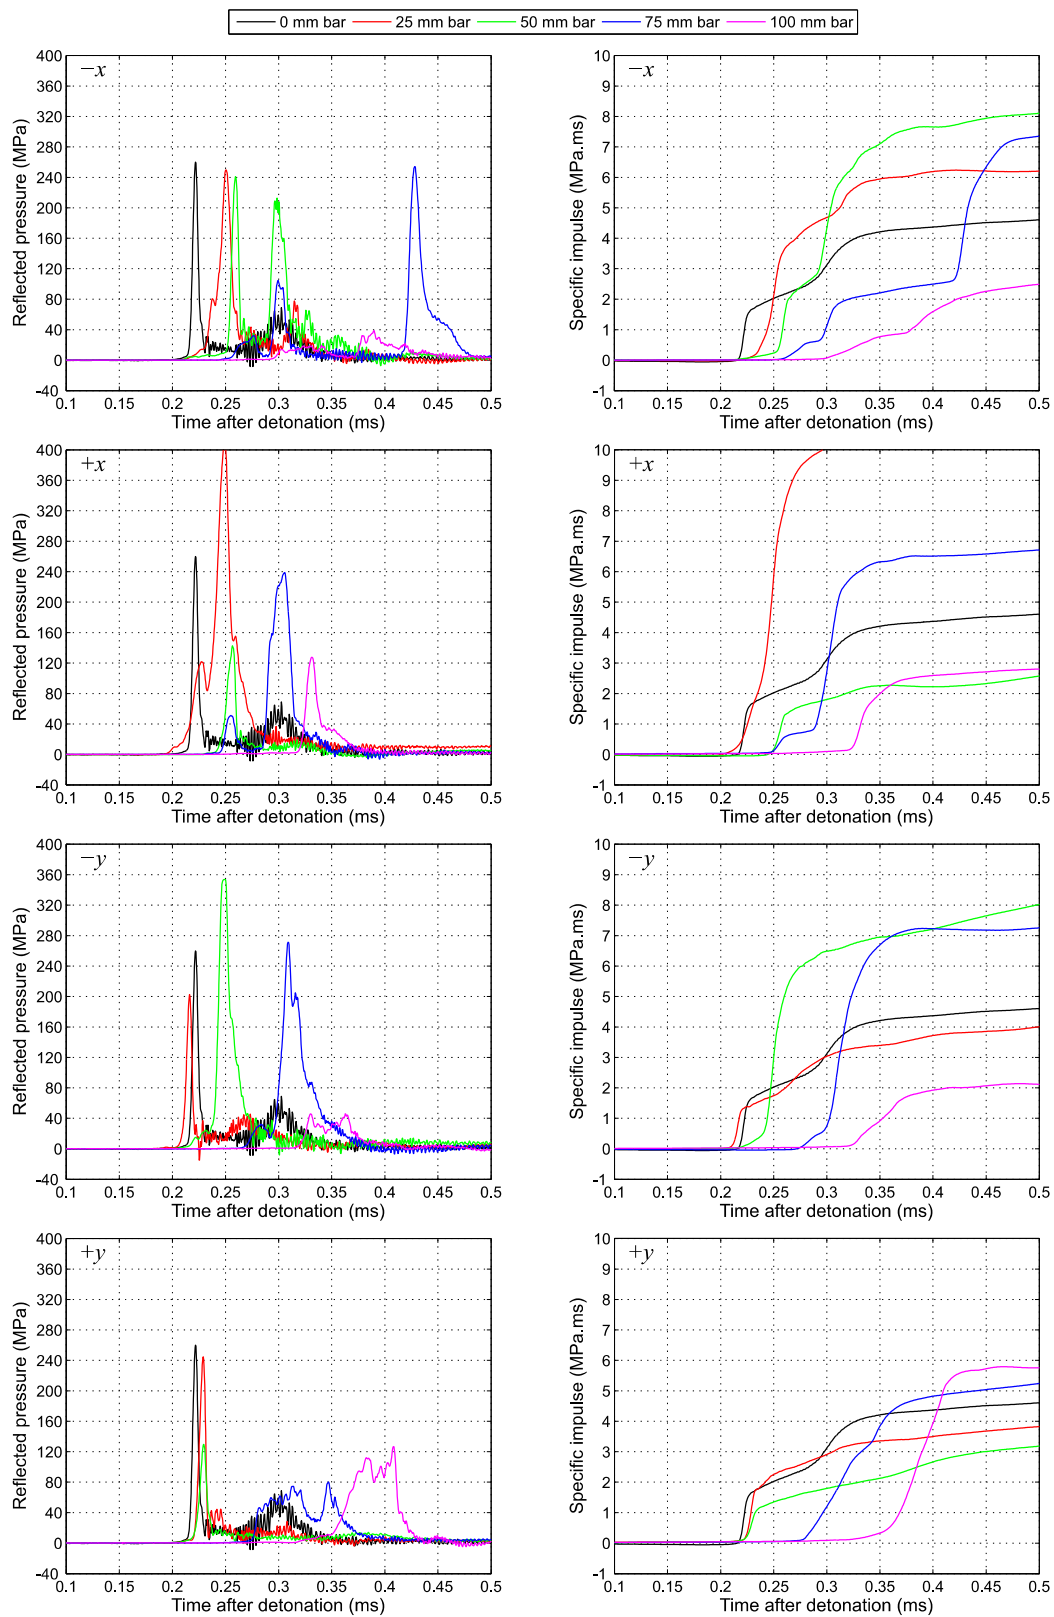 0 mm bar 25 mm bar 50 mm bar 75 mm bar 100 mm bar
−x
400
360
320
280
240
200
160
120
80
40
0
−40
0.1 0.15 0.2 0.25 0.3 0.35 0.4 0.45 0.5
Reflected pressure (MPa)
Time after detonation (ms)
−x
10
9
8
7
6
5
4
3
2
1
0
−1
0.1 0.15 0.2 0.25 0.3 0.35 0.4 0.45 0.5
Specific impulse (MPa.ms)
Time after detonation (ms)
+x
400
360
320
280
240
200
160
120
80
40
0
−40
0.1 0.15 0.2 0.25 0.3 0.35 0.4 0.45 0.5
Reflected pressure (MPa)
Time after detonation (ms)
+x
10
9
8
7
6
5
4
3
2
1
0
−1
0.1 0.15 0.2 0.25 0.3 0.35 0.4 0.45 0.5
Specific impulse (MPa.ms)
Time after detonation (ms)
−y
400
360
320
280
240
200
160
120
80
40
0
−40
0.1 0.15 0.2 0.25 0.3 0.35 0.4 0.45 0.5
Reflected pressure (MPa)
Time after detonation (ms)
−y
10
9
8
7
6
5
4
3
2
1
0
−1
0.1 0.15 0.2 0.25 0.3 0.35 0.4 0.45 0.5
Specific impulse (MPa.ms)
Time after detonation (ms)
+y
400
360
320
280
240
200
160
120
80
40
0
−40
0.1 0.15 0.2 0.25 0.3 0.35 0.4 0.45 0.5
Reflected pressure (MPa)
Time after detonation (ms)
+y
10
9
8
7
6
5
4
3
2
1
0
−1
0.1 0.15 0.2 0.25 0.3 0.35 0.4 0.45 0.5
Specific impulse (MPa.ms)
Time after detonation (ms)